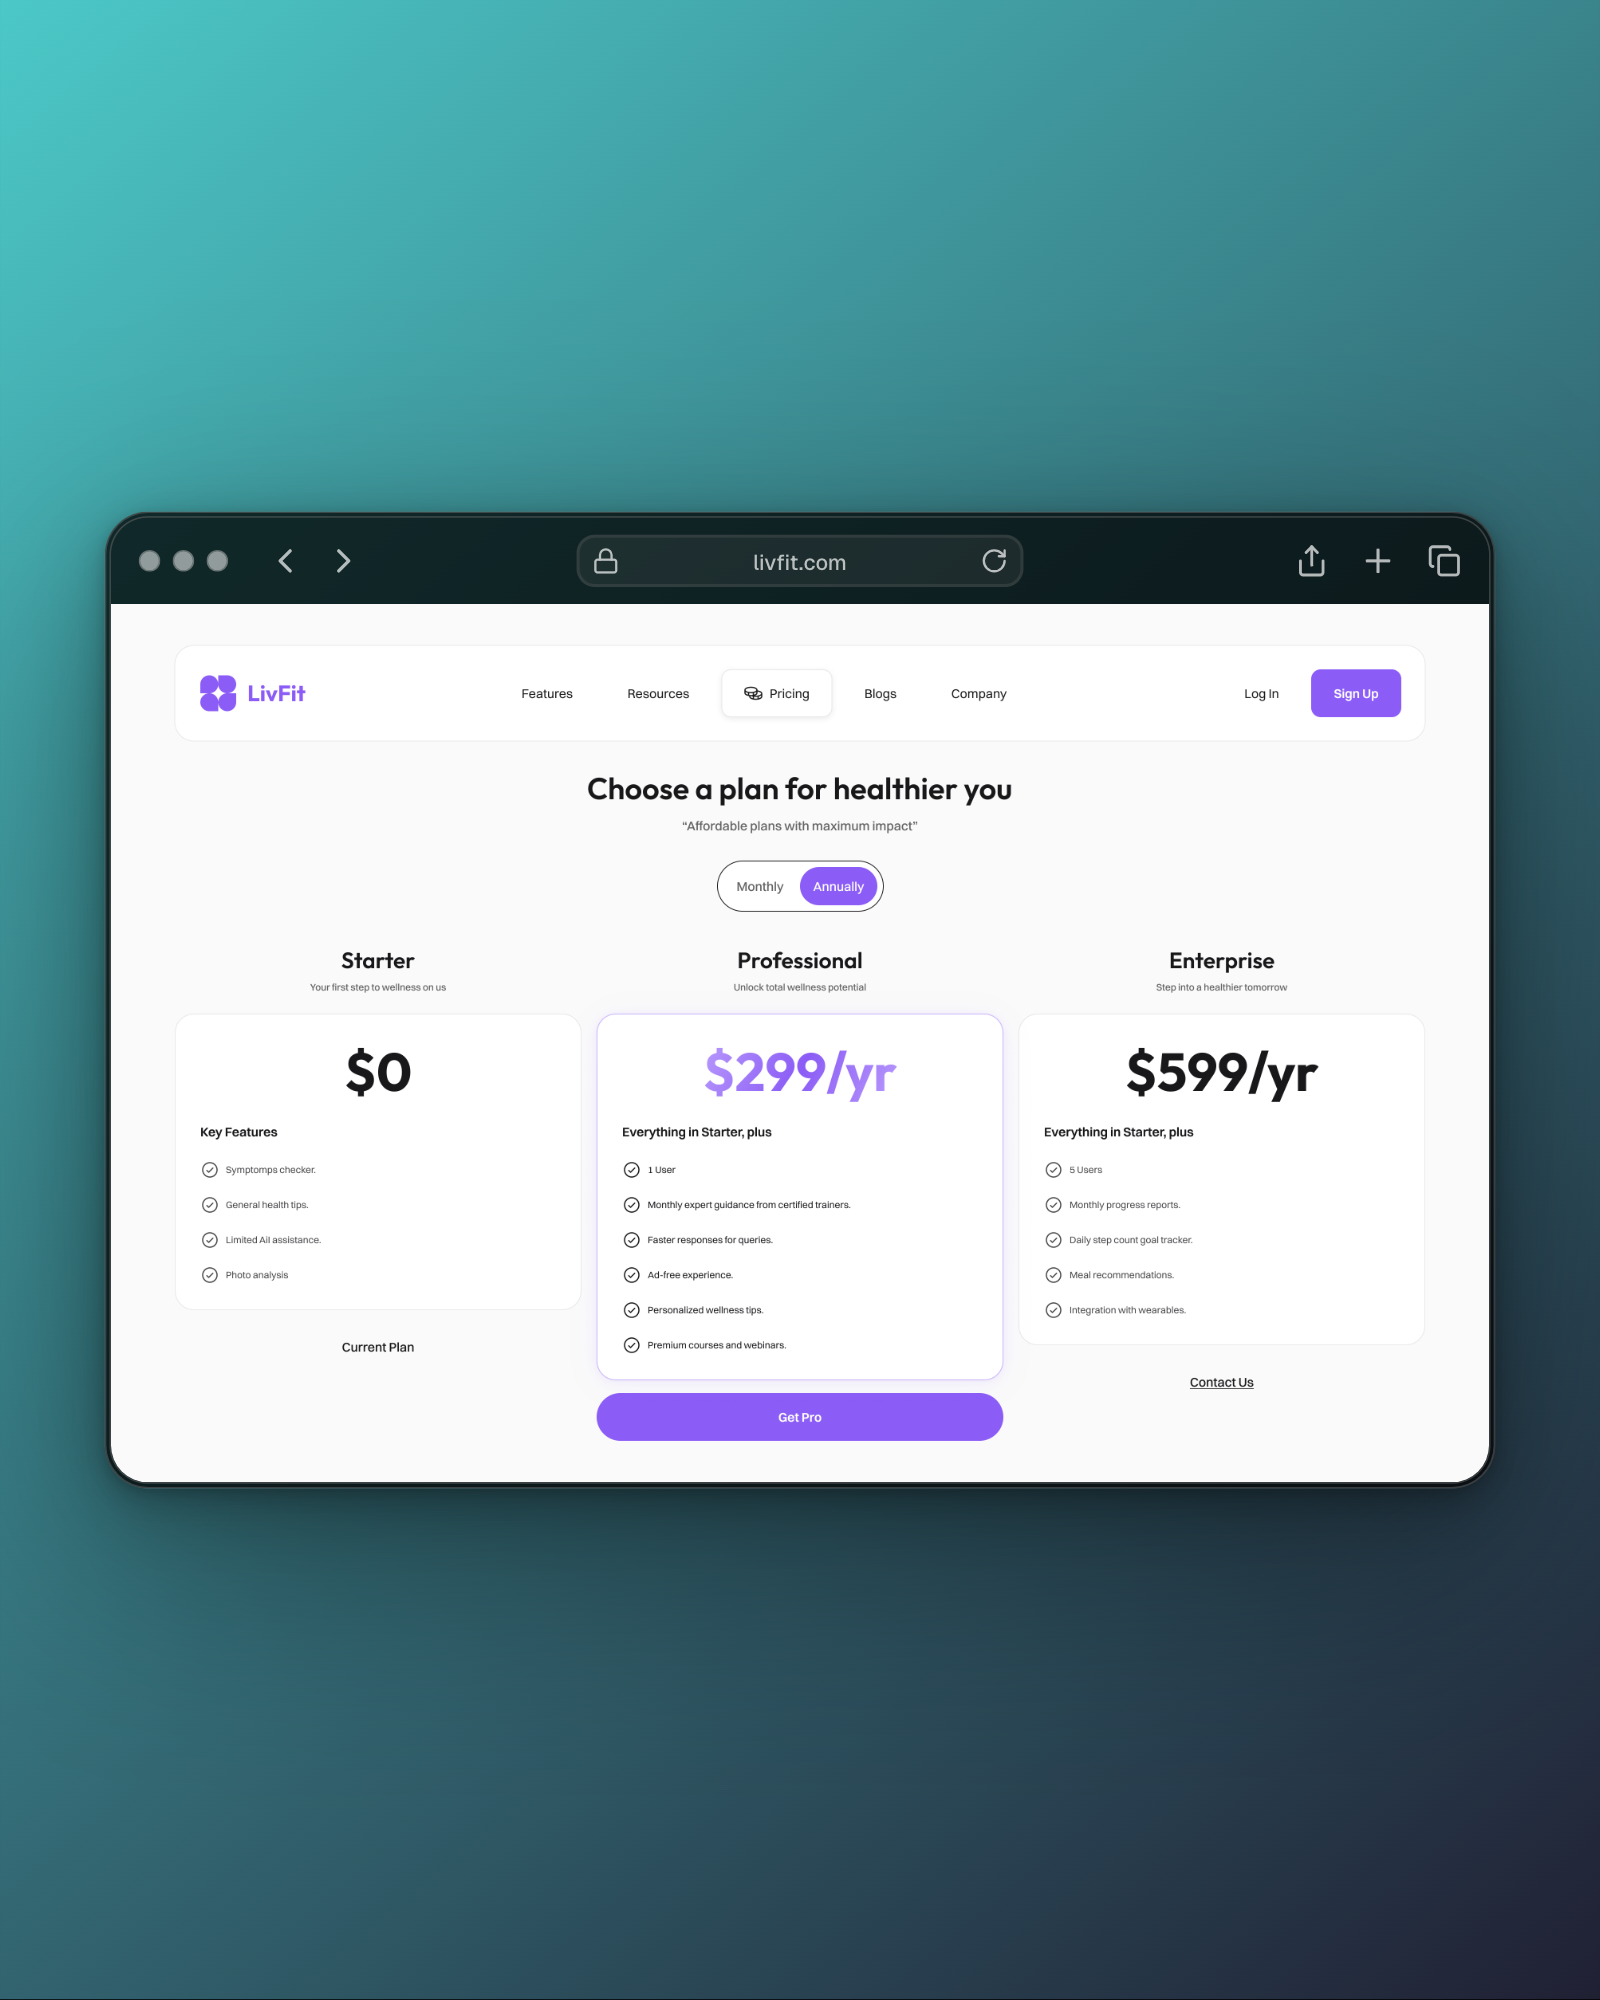 livfit.com
LivFit
Features
Resources
Pricing
Blogs
Company
Log In
Sign Up
Choose a plan for healthier you
“Affordable plans with maximum impact”
Monthly
Annually
Starter
Your first step to wellness on us
$0
Key Features
Symptomps checker.
General health tips.
Limited AiI assistance.
Photo analysis
Current Plan
Professional
Unlock total wellness potential
$299/yr
Everything in Starter, plus
1 User
Monthly expert guidance from certified trainers.
Faster responses for queries.
Ad-free experience.
Personalized wellness tips.
Premium courses and webinars.
Get Pro
Enterprise
Step into a healthier tomorrow
$599/yr
Everything in Starter, plus
5 Users
Monthly progress reports.
Daily step count goal tracker.
Meal recommendations.
Integration with wearables.
Contact Us